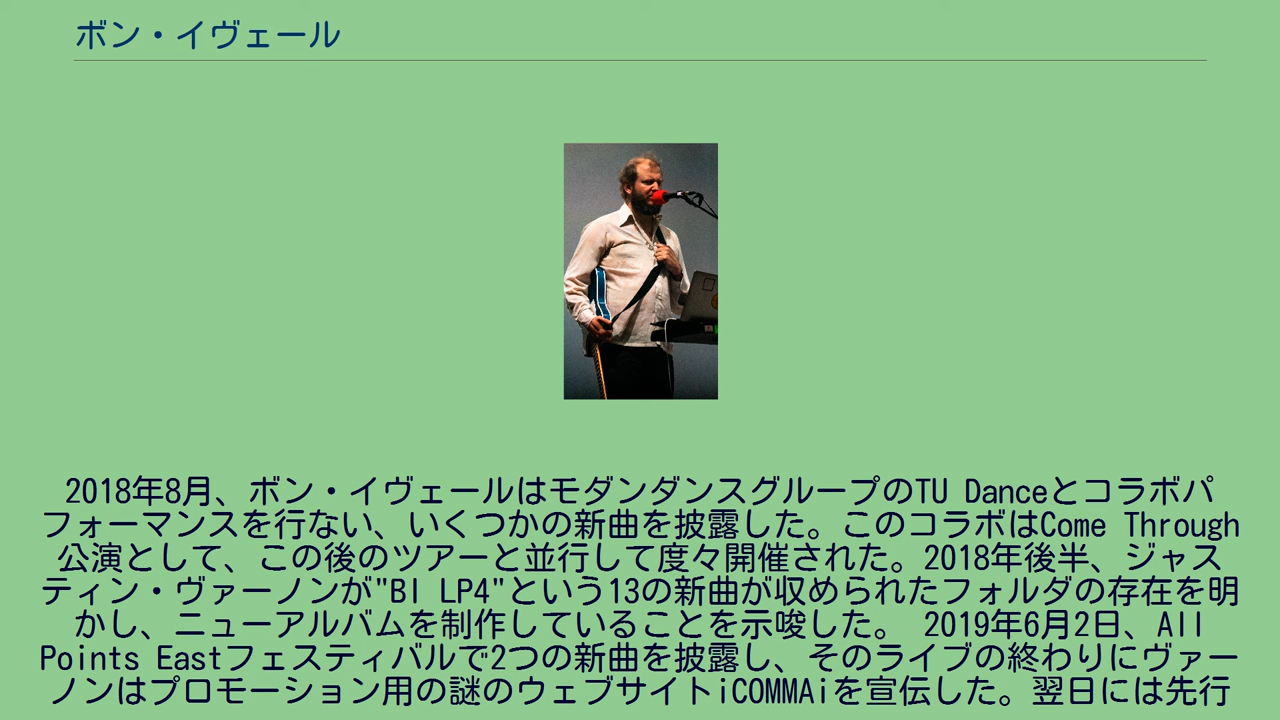 ボン・イヴェール
2018年8月、ボン・イヴェールはモダンダンスグループのTU Danceとコラボパ
フォーマンスを行ない、いくつかの新曲を披露した。このコラボはCome Through
公演として、この後のツアーと並行して度々開催された。2018年後半、ジャス
ティン・ヴァーノンが"BI LP4"という13の新曲が収められたフォルダの存在を明
かし、ニューアルバムを制作していることを示唆した。 2019年6月2日、All
Points Eastフェスティバルで2つの新曲を披露し、そのライブの終わりにヴァー
ノンはプロモーション用の謎のウェブサイトiCOMMAiを宣伝した。翌日には先行